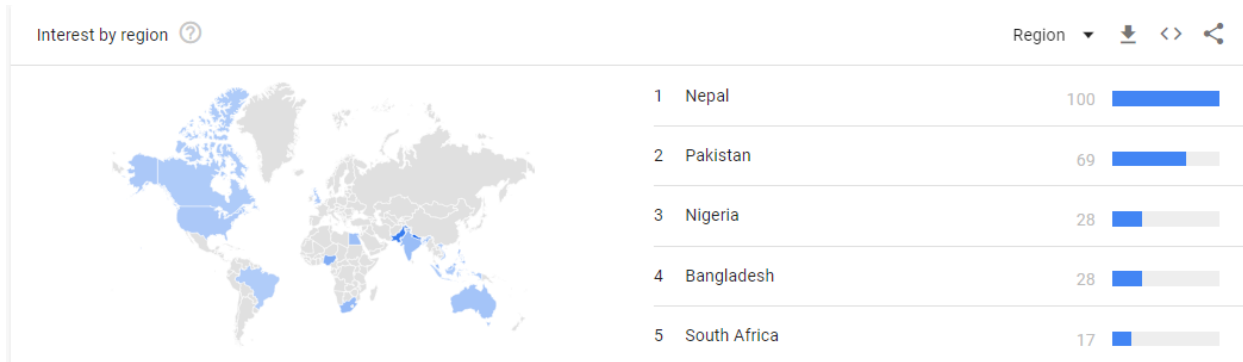 Interest by region
Region
1 Nepal 100
2 Pakistan 69
3 Nigeria 28
4 Bangladesh 28
5 South Africa 17